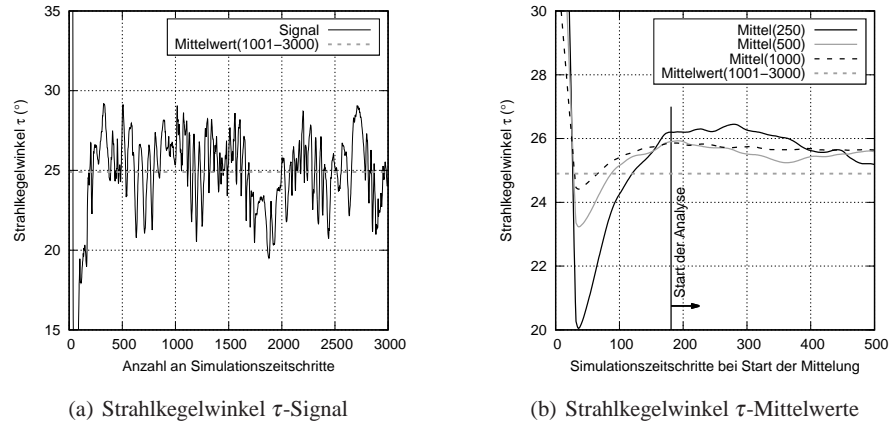 30
25
20
15
Strahlkegelwinkel τ (°)
Signal
Mittelwert(1001−3000)
0 500 1000 1500 2000 2500 3000
Anzahl an Simulationszeitschritte
(a) Strahlkegelwinkel τ-Signal
30
28
26
24
22
20
Strahlkegelwinkel τ (°)
Mittel(250)
Mittel(500)
Mittel(1000)
Mittelwert(1001−3000)
Start der Analyse
0 100 200 300 400 500
Simulationszeitschritte bei Start der Mittelung
(b) Strahlkegelwinkel τ-Mittelwerte